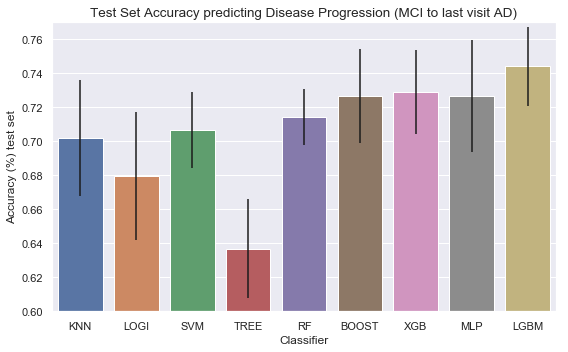 Test Set Accuracy predicting Disease Progression (MCI to last visit AD)
0.76
0.74
0.72
0.70
0.68
0.66
0.64
0.62
0.60
Accuracy (%) test set
KNN LOGI SVM TREE RF BOOST XGB MLP LGBM
Classifier